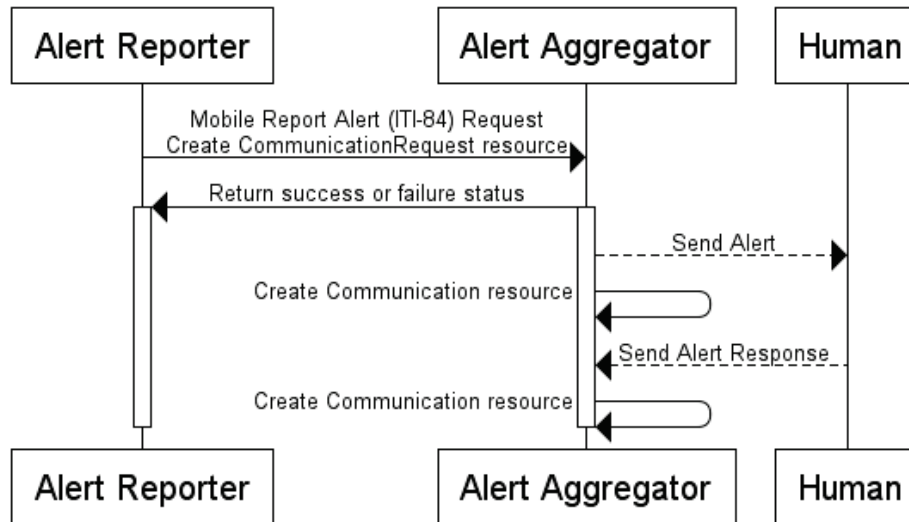 Alert Reporter
Alert Aggregator
Human
Mobile Report Alert (ITI-84) Request
Create CommunicationRequest resource
Return success or failure status
Send Alert
Create Communication resource
Send Alert Response
Create Communication resource
Alert Reporter
Alert Aggregator
Human